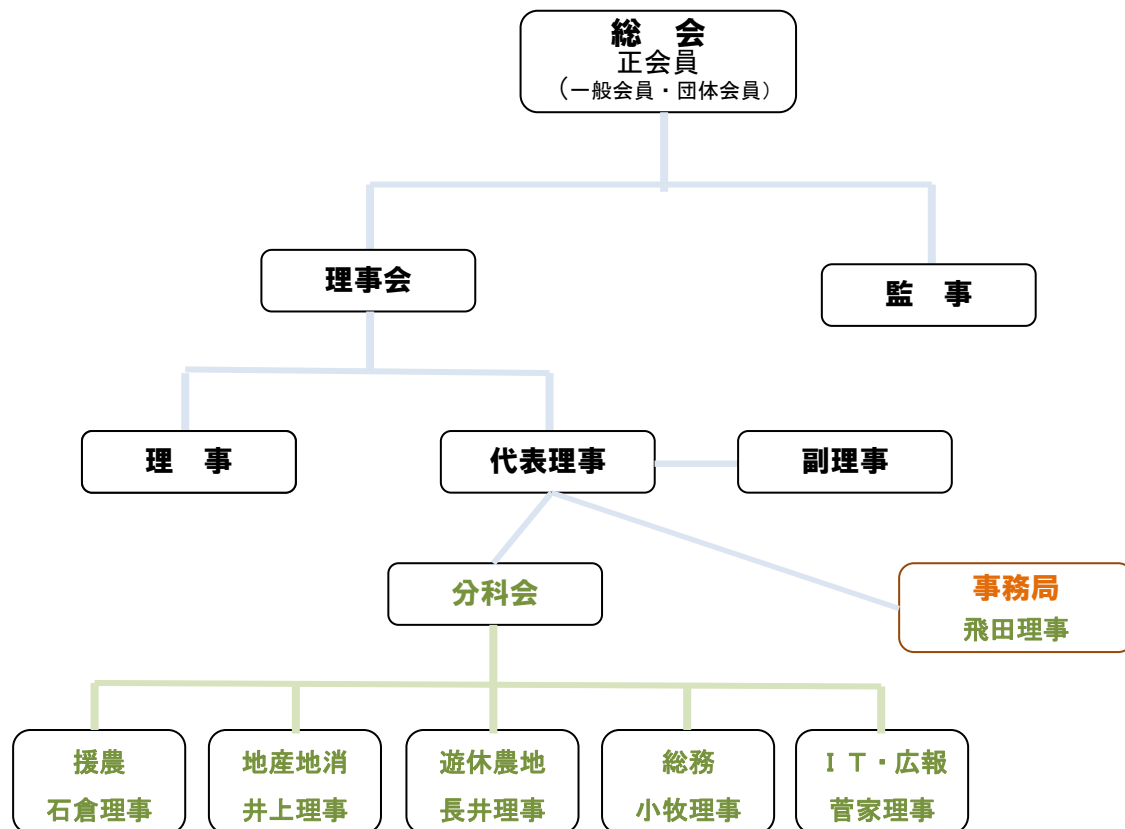 総　会
正会員
（一般会員・団体会員）
理事会
監　事
理　事
代表理事
副理事
分科会
事務局
飛田理事
援農
石倉理事
地産地消
井上理事
遊休農地
長井理事
総務
小牧理事
ＩＴ・広報
菅家理事